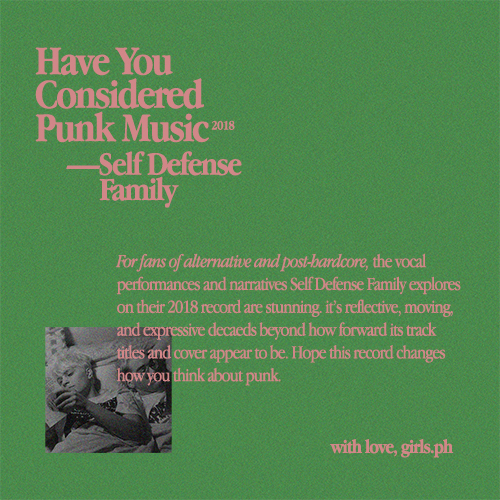 Have You
Considered
Punk Music 2018
—Self Defense
Family
For fans of alternative and post-hardcore, the vocal
performances and narratives Self Defense Family explores
on their 2018 record are stunning. it's reflective, moving,
and expressive decaeds beyond how forward its track
titles and cover appear to be. Hope this record changes
how you think about punk.
with love, girls.ph